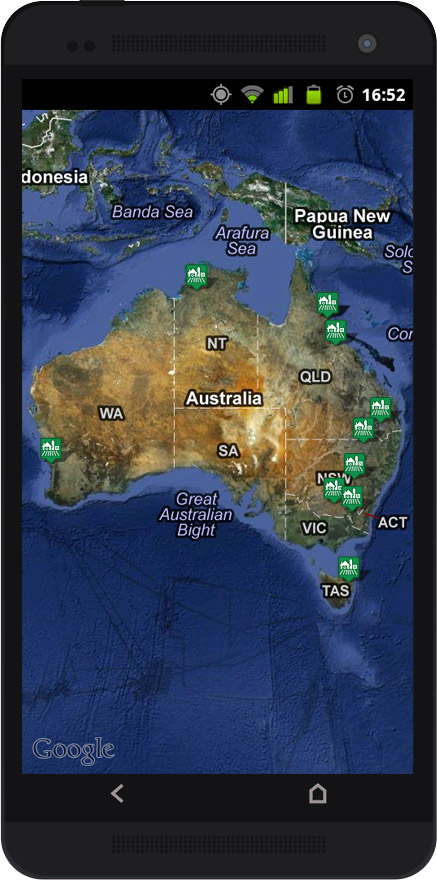 16:52
donesia
Banda Sea
Papua New
Guinea
Arafura
Sea
Solo
S
Cor
NT
QLD
Australia
WA
SA
NSW
Great
Australian
Bight
ACT
VIC
TAS
Google